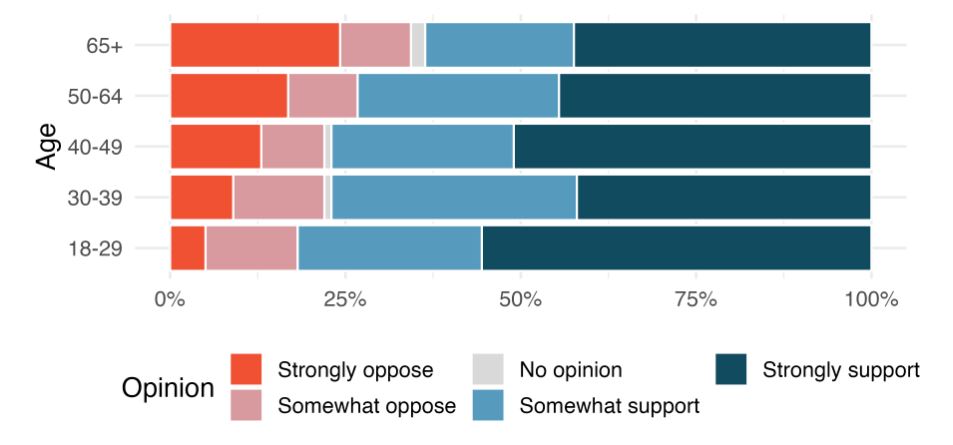 65+
50-64
40-49
30-39
18-29
Age
0% 25% 50% 75% 100%
Opinion
Strongly oppose No opinion Strongly support
Somewhat oppose Somewhat support